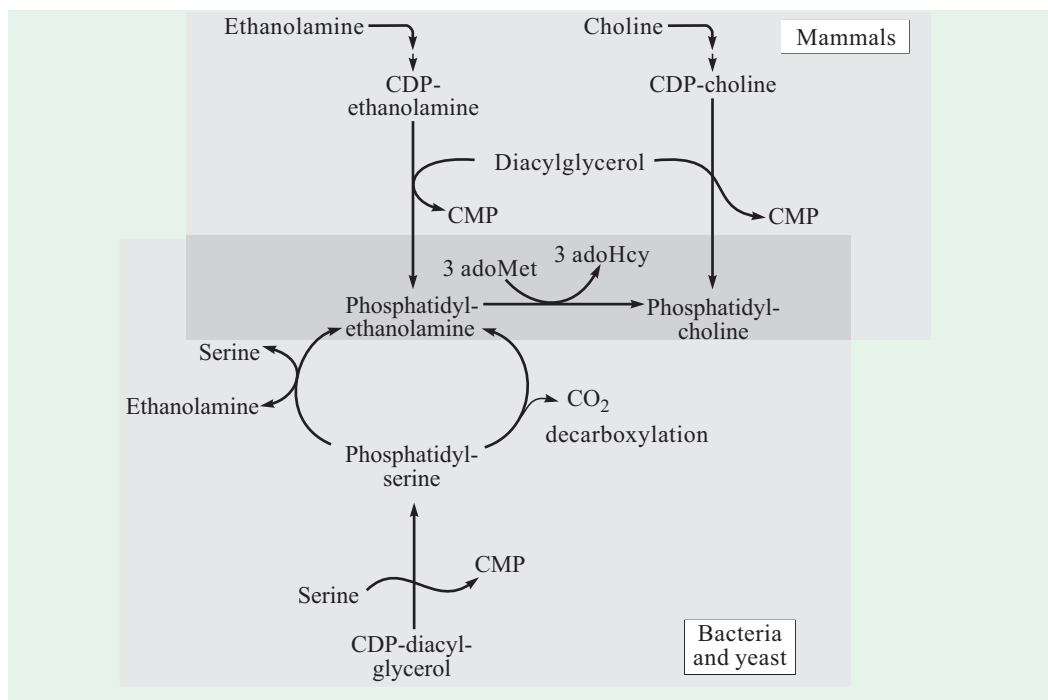 Ethanolamine
Choline
Mammals
CDP-
ethanolamine
CDP-choline
Diacylglycerol
CMP
CMP
3 adoMet
3 adoHcy
Phosphatidyl-
ethanolamine
Phosphatidyl-
choline
Serine
Ethanolamine
CO₂
decarboxylation
Phosphatidyl-
serine
CMP
Serine
CDP-diacyl-
glycerol
Bacteria
and yeast